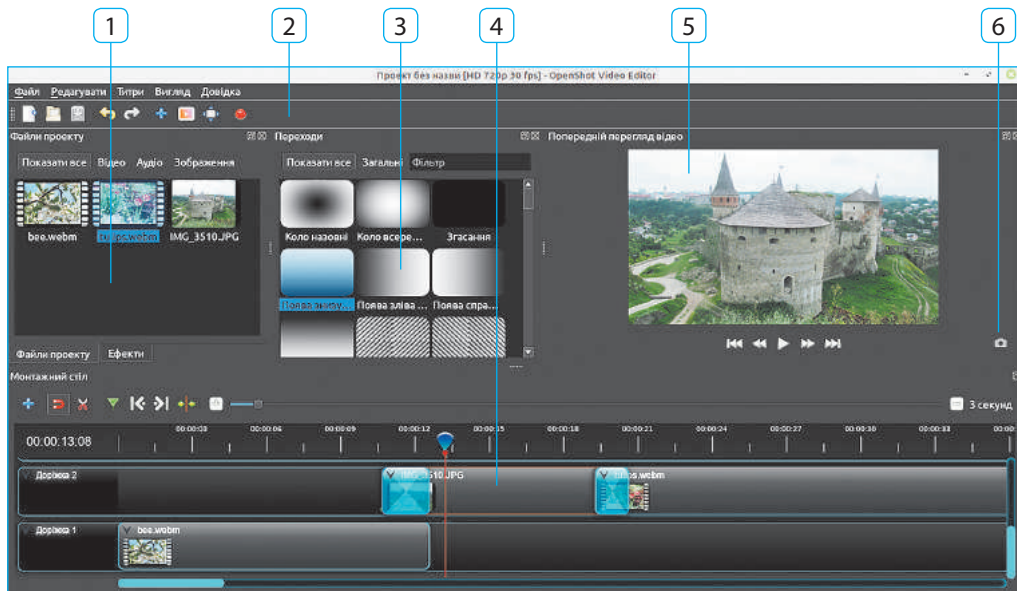 1 2 3 4 5 6
Проект без назви [HD 720p 30 fps] - OpenShot Video Editor
Файл Редагувати Титри Вигляд Довідка
Файли проекту
Переходи
Попередній перегляд відео
Показати все Відео Аудіо Зображення
Показати все Загальні Фільтр
bee.webm IMG_3510.JPG
Коло назовні Коло всере... Згасання
Поява знизу... Поява зліва ... Поява спра...
Файли проекту Ефекти
Монтажний стіл
3 секунд
00:00:13:08
00:00:03 00:00:06 00:00:09 00:00:12 00:00:15 00:00:18 00:00:21 00:00:24 00:00:27 00:00:30 00:00:33
Доріжка 2
Доріжка 1
bee.webm